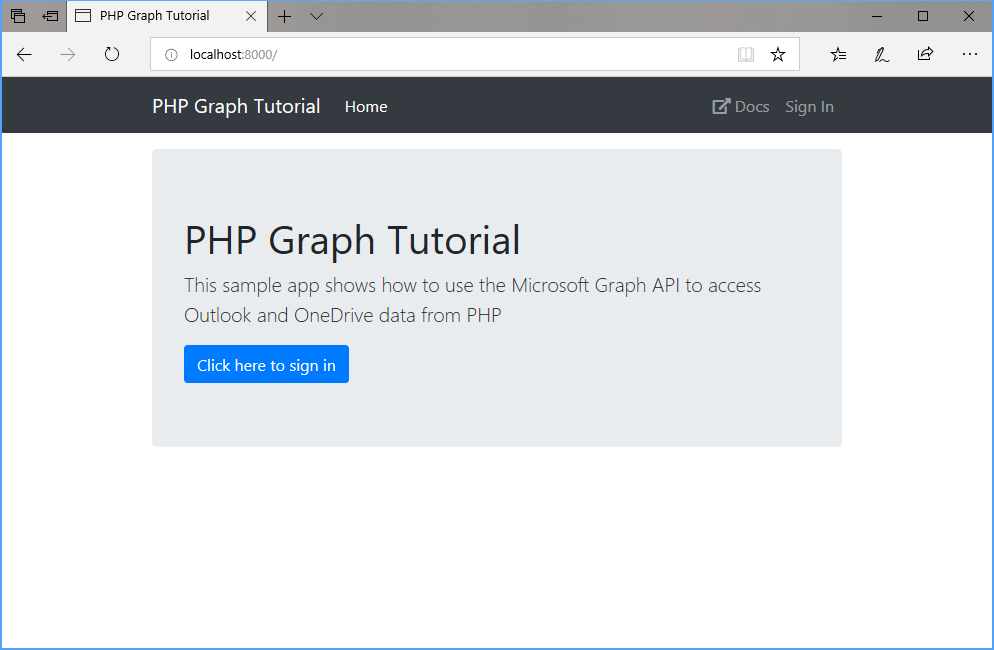 PHP Graph Tutorial
localhost:8000/
PHP Graph Tutorial Home Docs Sign In
PHP Graph Tutorial
This sample app shows how to use the Microsoft Graph API to access
Outlook and OneDrive data from PHP
Click here to sign in